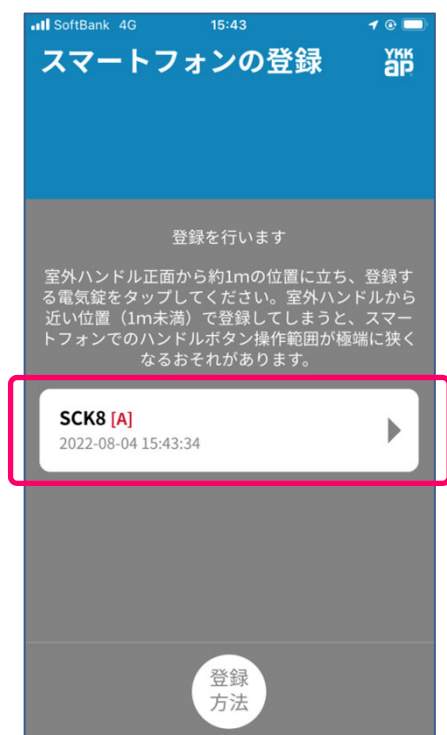 SoftBank 4G 15:43
スマートフォンの登録
YKK
ap
登録を行います
室外ハンドル正面から約1mの位置に立ち、登録す
る電気錠をタップしてください。室外ハンドルから
近い位置（1m未満）で登録してしまうと、スマー
トフォンでのハンドルボタン操作範囲が極端に狭く
なるおそれがあります。
SCK8 [A]
2022-08-04 15:43:34
登録
方法